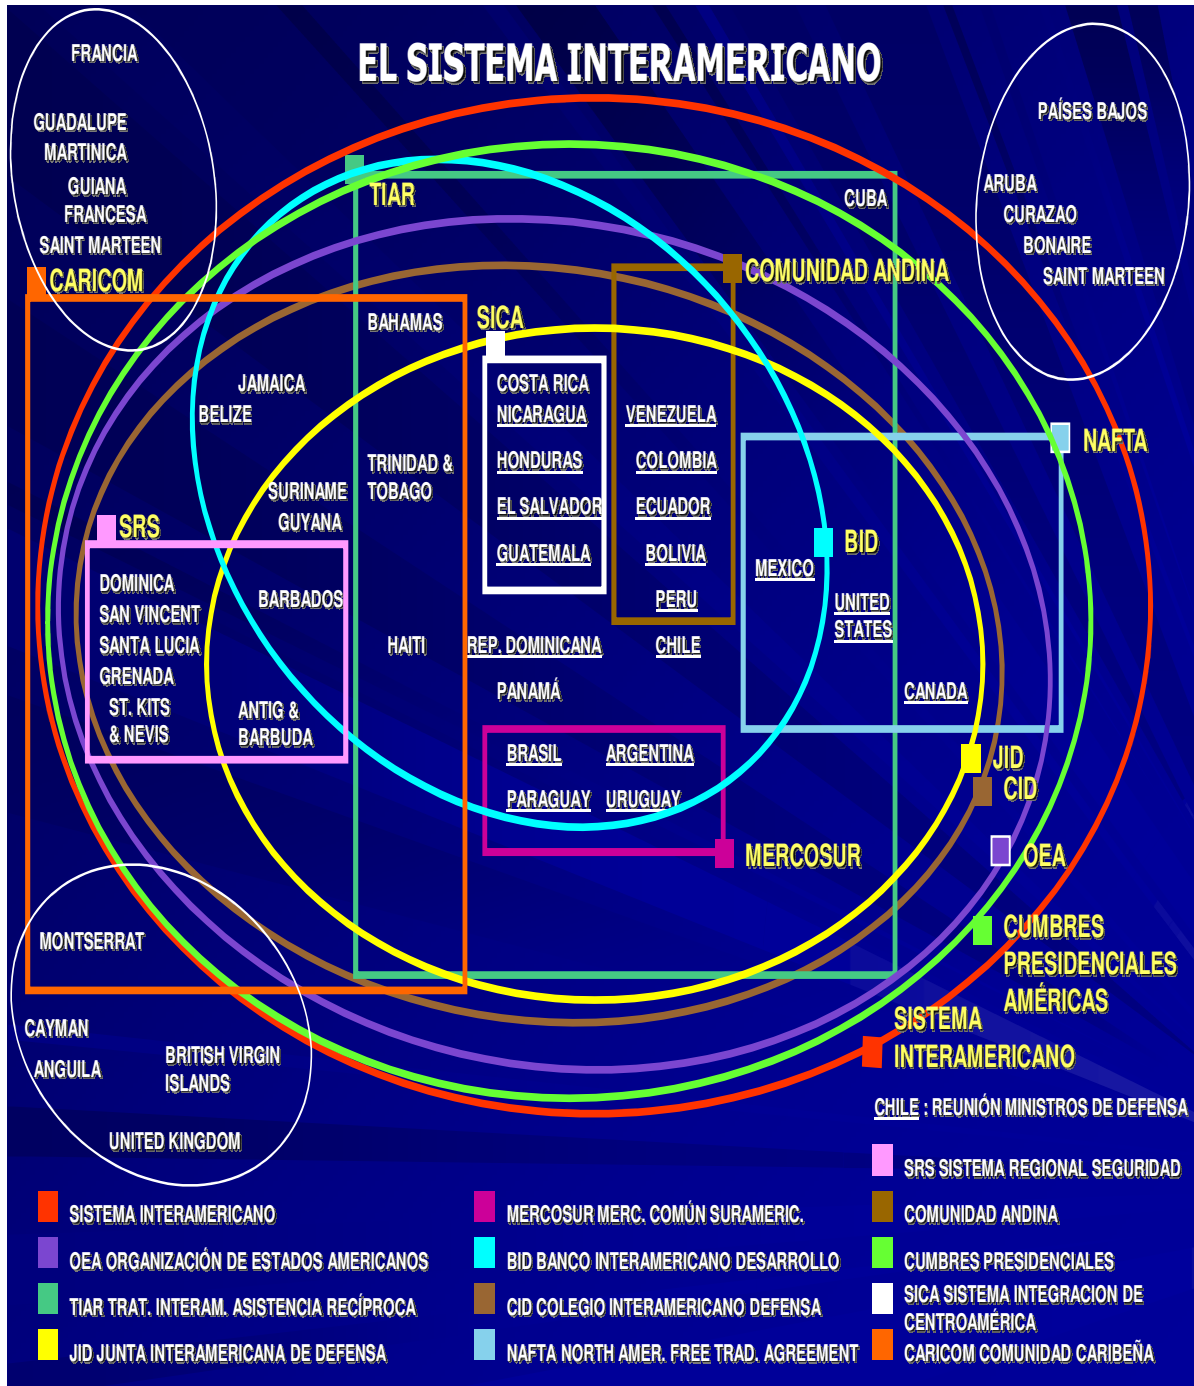 EL SISTEMA INTERAMERICANO
FRANCIA
GUADALUPE
MARTINICA
GUIANA
FRANCESA
SAINT MARTEEN
PAÍSES BAJOS
ARUBA
CURAZAO
BONAIRE
SAINT MARTEEN
TIAR
CUBA
CARICOM
COMUNIDAD ANDINA
BAHAMAS
SICA
JAMAICA
BELIZE
COSTA RICA
NICARAGUA
HONDURAS
EL SALVADOR
GUATEMALA
VENEZUELA
COLOMBIA
ECUADOR
BOLIVIA
PERU
CHILE
NAFTA
TRINIDAD &
TOBAGO
SURINAME
GUYANA
SRS
BID
MEXICO
UNITED
STATES
CANADA
DOMINICA
SAN VINCENT
SANTA LUCIA
GRENADA
ST. KITS
& NEVIS
BARBADOS
ANTIG &
BARBUDA
HAITI
REP. DOMINICANA
PANAMÁ
BRASIL
ARGENTINA
PARAGUAY
URUGUAY
MERCOSUR
JID
CID
OEA
CUMBRES
PRESIDENCIALES
AMÉRICAS
SISTEMA
INTERAMERICANO
MONTSERRAT
CAYMAN
ANGUILA
BRITISH VIRGIN
ISLANDS
UNITED KINGDOM
CHILE : REUNIÓN MINISTROS DE DEFENSA
SISTEMA INTERAMERICANO
OEA ORGANIZACIÓN DE ESTADOS AMERICANOS
TIAR TRAT. INTERAM. ASISTENCIA RECÍPROCA
JID JUNTA INTERAMERICANA DE DEFENSA
MERCOSUR MERC. COMÚN SURAMERIC.
BID BANCO INTERAMERICANO DESARROLLO
CID COLEGIO INTERAMERICANO DEFENSA
NAFTA NORTH AMER. FREE TRAD. AGREEMENT
SRS SISTEMA REGIONAL SEGURIDAD
COMUNIDAD ANDINA
CUMBRES PRESIDENCIALES
SICA SISTEMA INTEGRACION DE
CENTROAMÉRICA
CARICOM COMUNIDAD CARIBEÑA